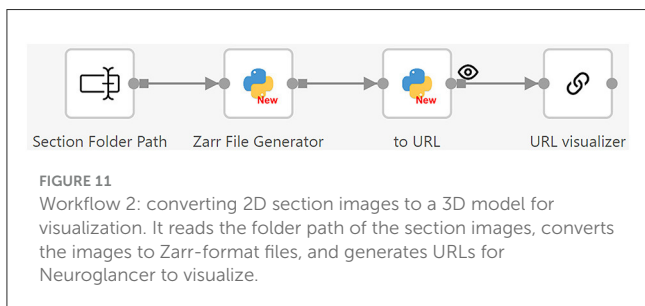 New
New
Section Folder Path
Zarr File Generator
to URL
URL visualizer
FIGURE 11
Workflow 2: converting 2D section images to a 3D model for
visualization. It reads the folder path of the section images, converts
the images to Zarr-format files, and generates URLs for
Neuroglancer to visualize.